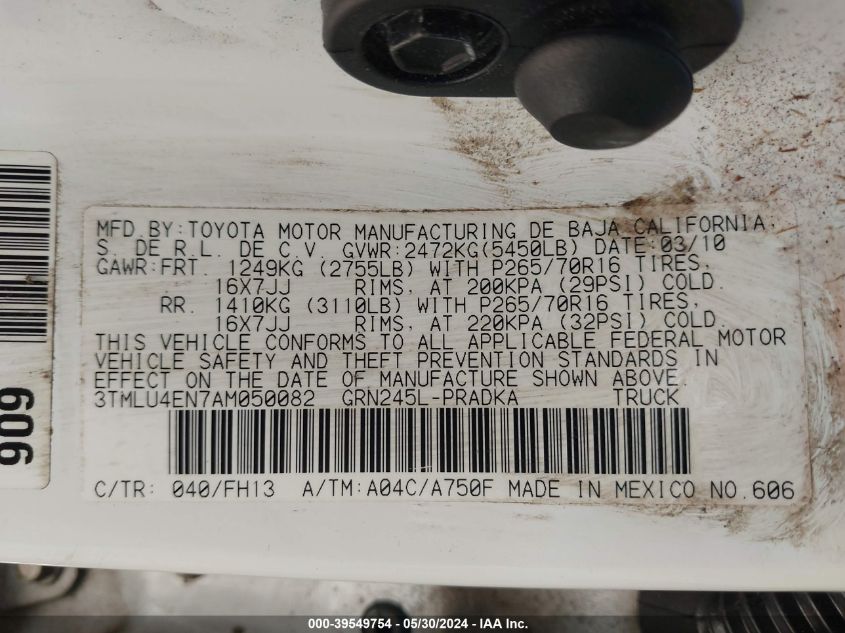 MFD.BY:TOYOTA MOTOR MANUFACTURING DE BAJA CALIFORNIA.
S. DE R.L. DE C.V. GVWR:2472KG(5450LB) DATE:03/10
GAWR:FRT. 1249KG (2755LB) WITH P265/70R16 TIRES,
16X7JJ RIMS, AT 200KPA (29PSI) COLD.
RR. 1410KG (3110LB) WITH P265/70R16 TIRES,
16X7JJ RIMS, AT 220KPA (32PSI) COLD.
THIS VEHICLE CONFORMS TO ALL APPLICABLE FEDERAL MOTOR
VEHICLE SAFETY AND THEFT PREVENTION STANDARDS IN
EFFECT ON THE DATE OF MANUFACTURE SHOWN ABOVE.
3TMLU4EN7AM050082 GRN245L-PRADKA TRUCK
C/TR: 040/FH13 A/TM:A04C/A750F MADE IN MEXICO NO.606
606
000-39549754 - 05/30/2024 - IAA Inc.